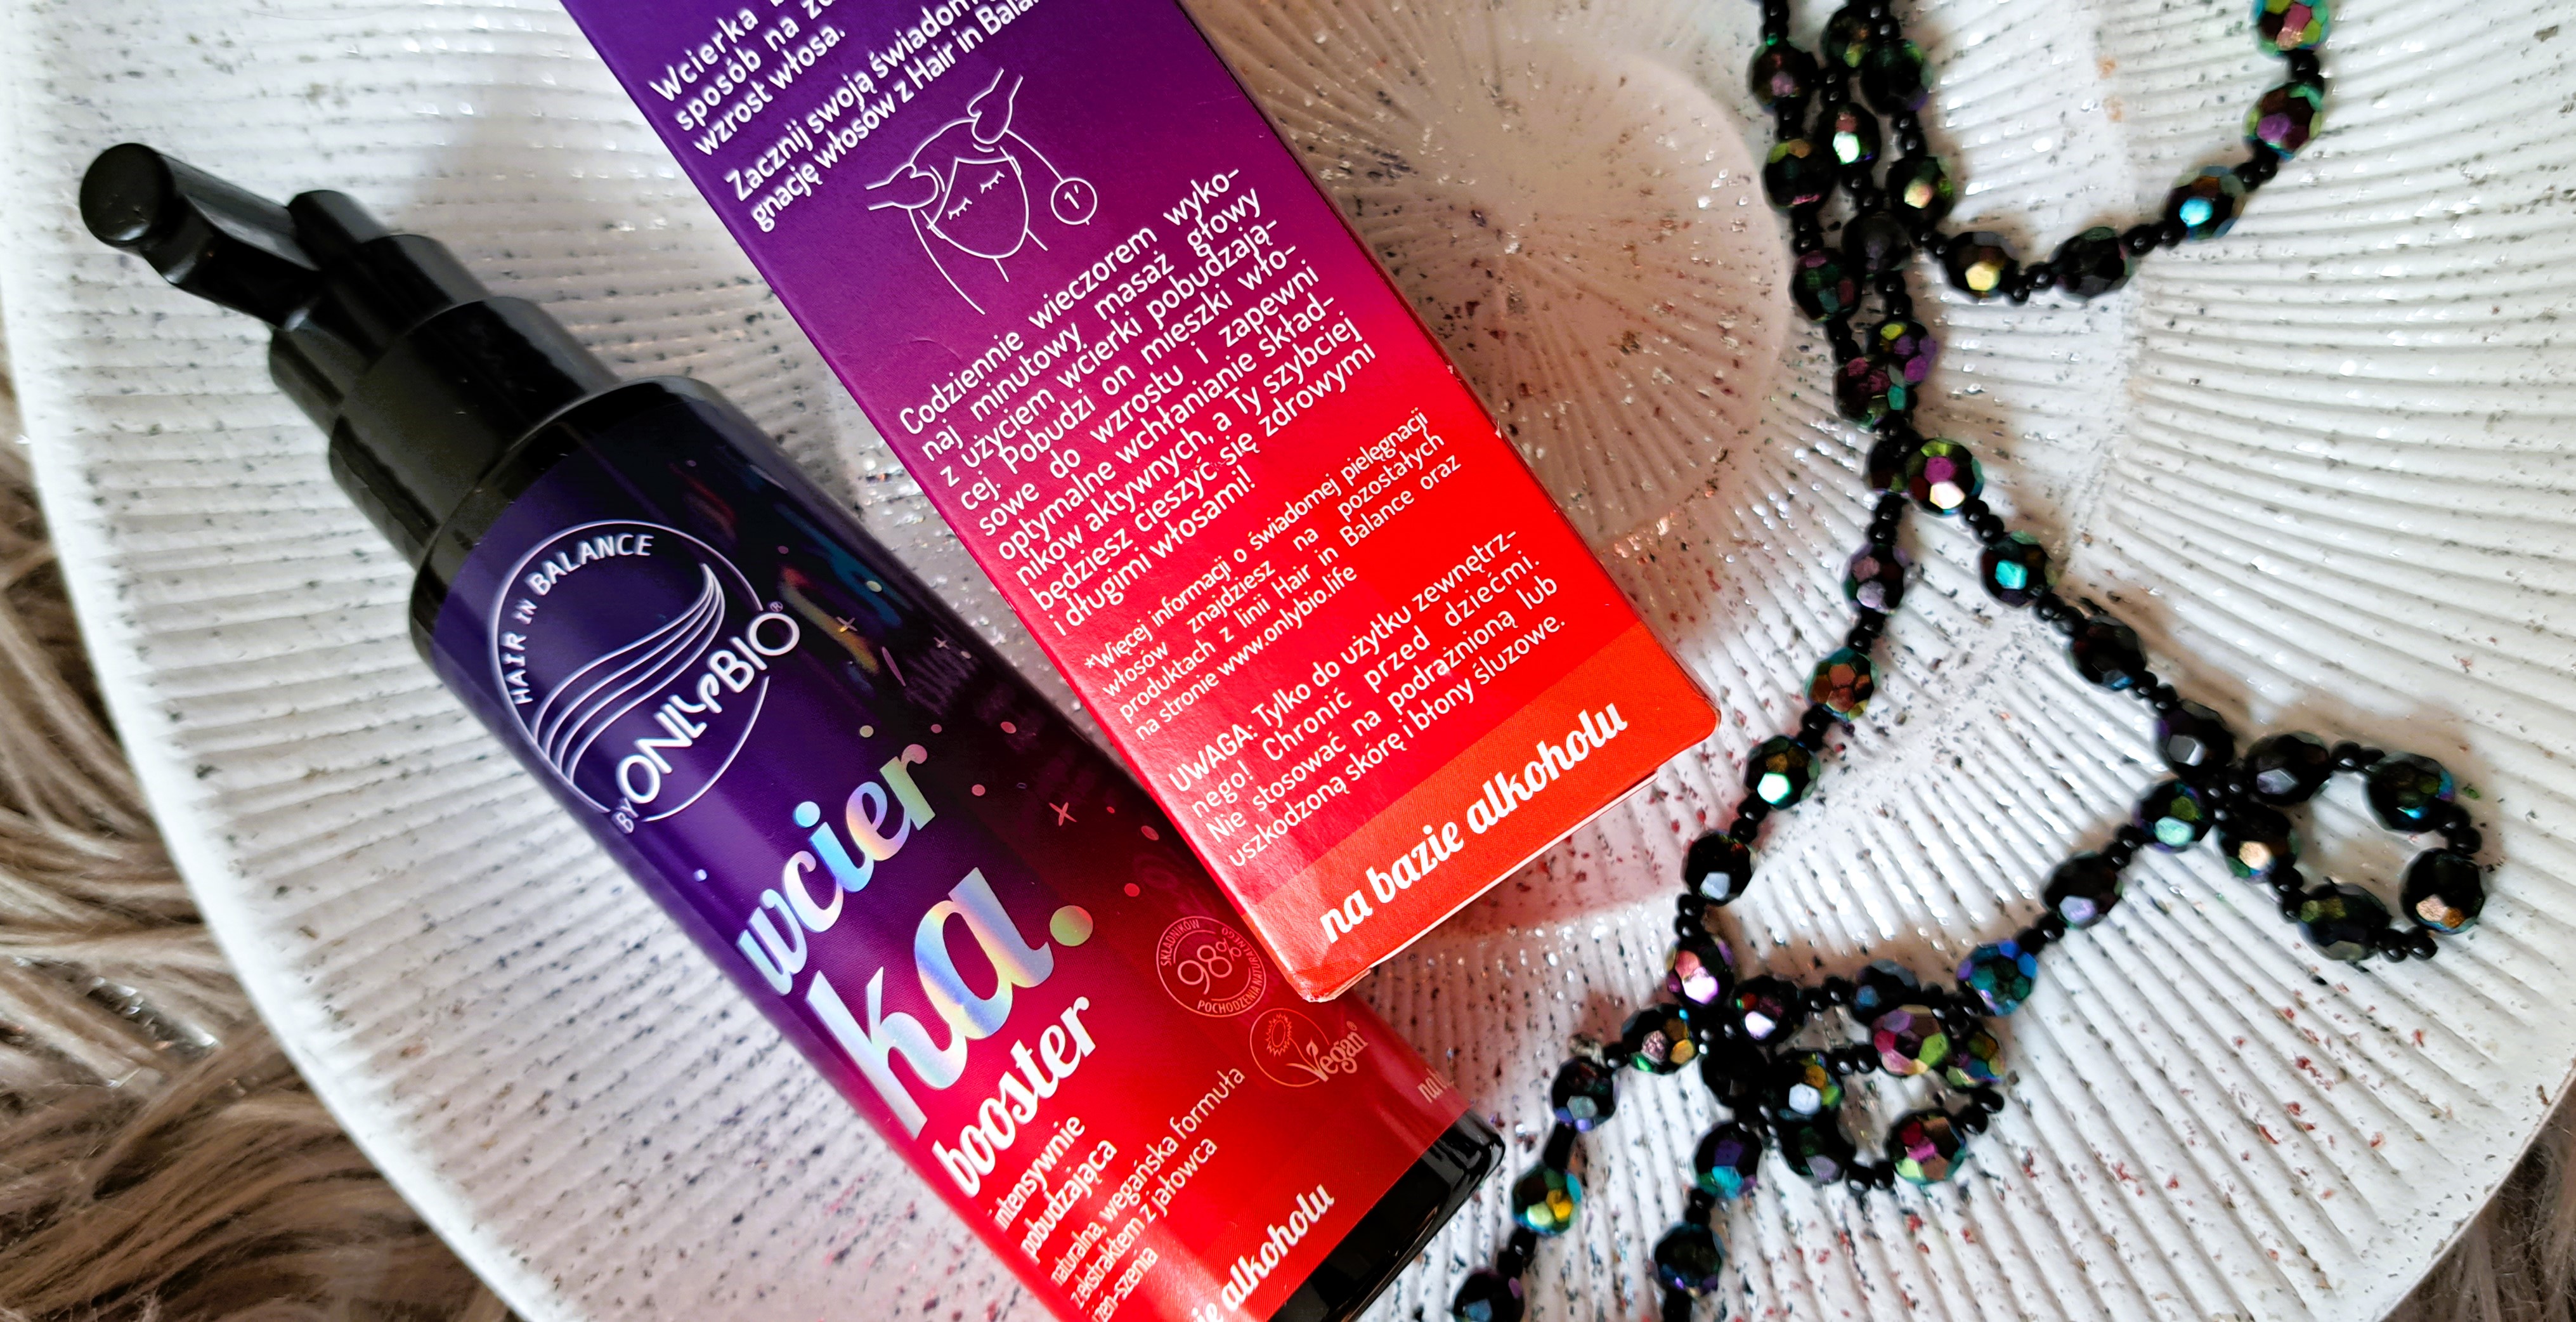 Wcierka
sposób na
wzrost włosa.
Zacznij swoją
gnację włosów z Hair in
1'
Codziennie wieczorem wyko-
naj minutowy masaż głowy
z użyciem wcierki pobudzają-
cej. Pobudzi on mieszki wło-
sowe do wzrostu i zapewni
optymalne wchłanianie skład-
ników aktywnych, a Ty szybciej
będziesz cieszyć się zdrowymi
i długimi włosami!
*Więcej informacji o świadomej pielęgnacji
włosów znajdziesz na pozostałych
produktach z linii Hair in Balance oraz
na stronie www.onlybio.life
UWAGA: Tylko do użytku zewnętrz-
nego! Chronić przed dziećmi.
Nie stosować na podrażnioną lub
uszkodzoną skórę i błony śluzowe.
na bazie alkoholu
HAIR IN BALANCE
BY ONLYBIO®
wcier
ka.
booster
intensywnie
pobudzająca
naturalna, wegańska formuła
z ekstraktem z jałowca
98%
SKŁADNIKÓW
POCHODZENIA NATURALNEGO
Vegan
alkoholu